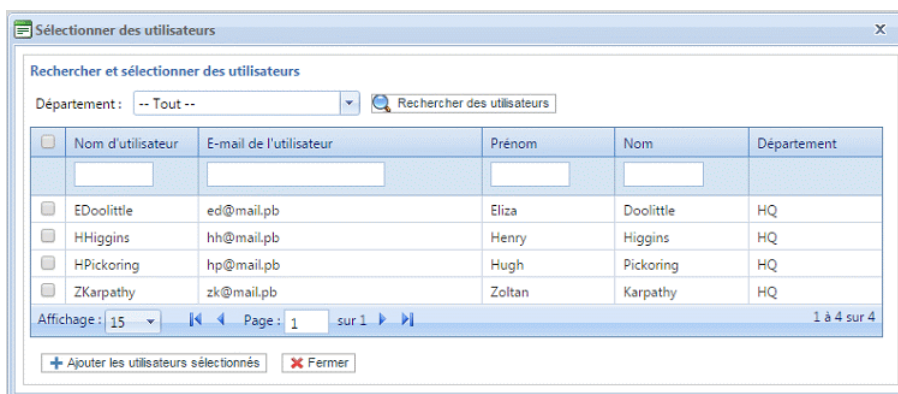 Sélectionner des utilisateurs x
Rechercher et sélectionner des utilisateurs
Département : -- Tout -- Rechercher des utilisateurs
Nom d'utilisateur E-mail de l'utilisateur Prénom Nom Département
EDoolittle ed@mail.pb Eliza Doolittle HQ
HHiggins hh@mail.pb Henry Higgins HQ
HPickoring hp@mail.pb Hugh Pickoring HQ
ZKarpathy zk@mail.pb Zoltan Karpathy HQ
Affichage : 15 Page : 1 sur 1 1 à 4 sur 4
Ajouter les utilisateurs sélectionnés Fermer